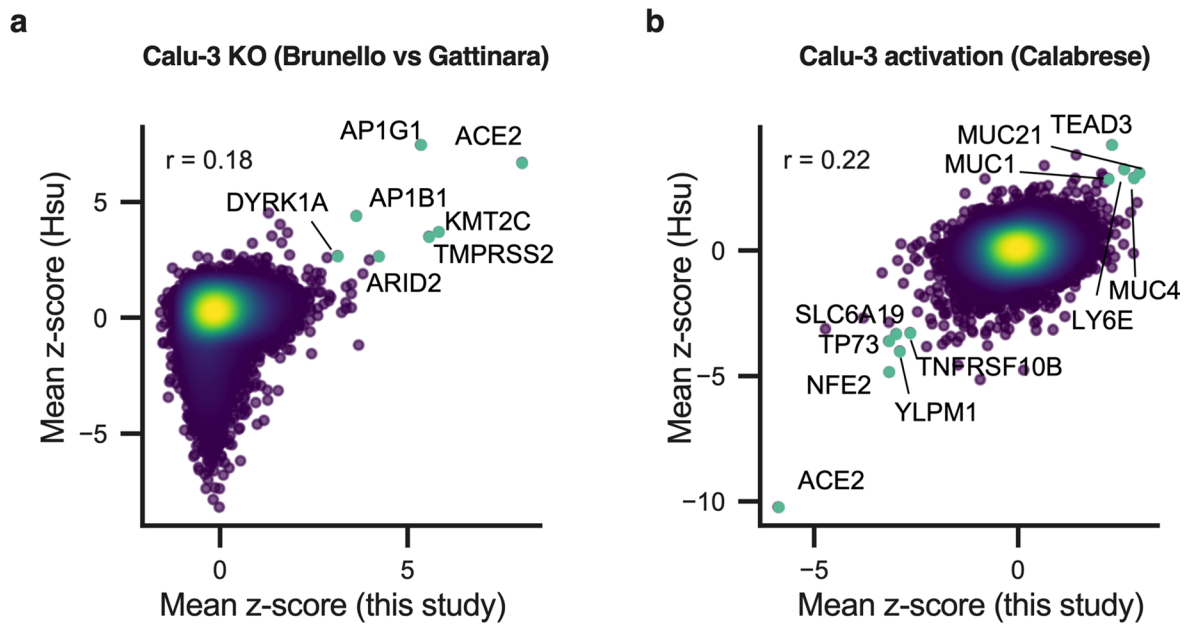 a
Calu-3 KO (Brunello vs Gattinara)
r = 0.18
AP1G1
ACE2
DYRK1A
AP1B1
KMT2C
TMPRSS2
ARID2
5
0
−5
Mean z-score (Hsu)
0
5
Mean z-score (this study)
b
Calu-3 activation (Calabrese)
r = 0.22
MUC21
TEAD3
MUC1
MUC4
LY6E
SLC6A19
TP73
TNFRSF10B
NFE2
YLPM1
ACE2
0
−5
−10
Mean z-score (Hsu)
−5
0
Mean z-score (this study)